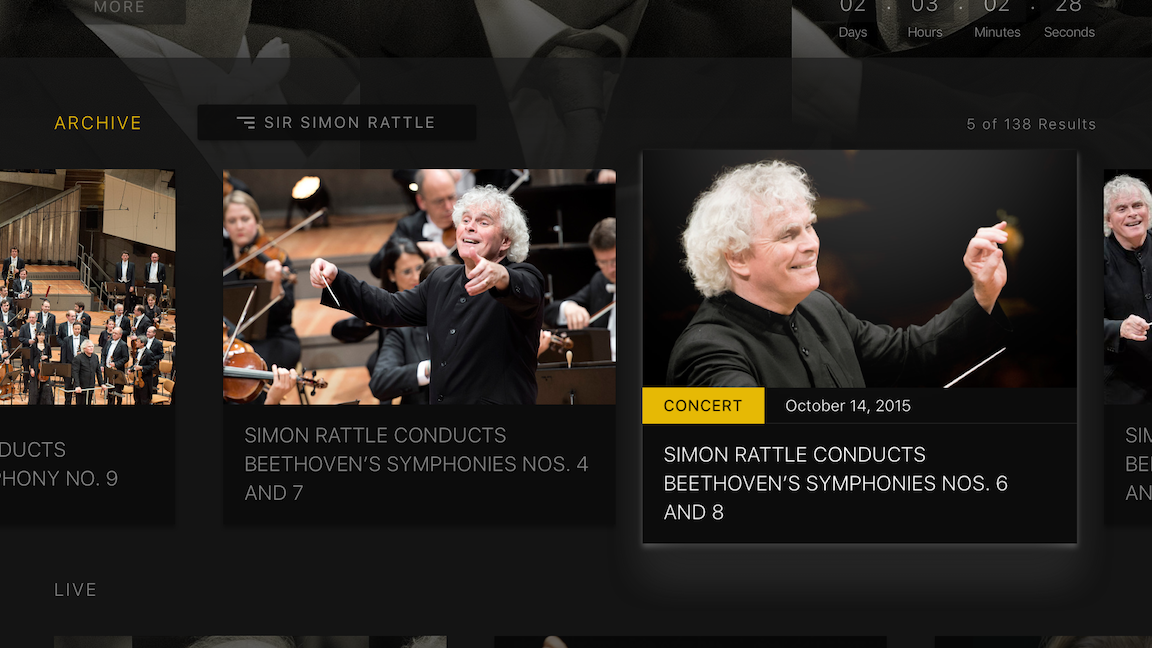 MORE
02 : 03 : 02 : 28
Days Hours Minutes Seconds
ARCHIVE
SIR SIMON RATTLE
5 of 138 Results
DUCTS
PHONY NO. 9
SIMON RATTLE CONDUCTS
BEETHOVEN’S SYMPHONIES NOS. 4
AND 7
CONCERT
October 14, 2015
SIMON RATTLE CONDUCTS
BEETHOVEN’S SYMPHONIES NOS. 6
AND 8
SIM
BE
AN
LIVE